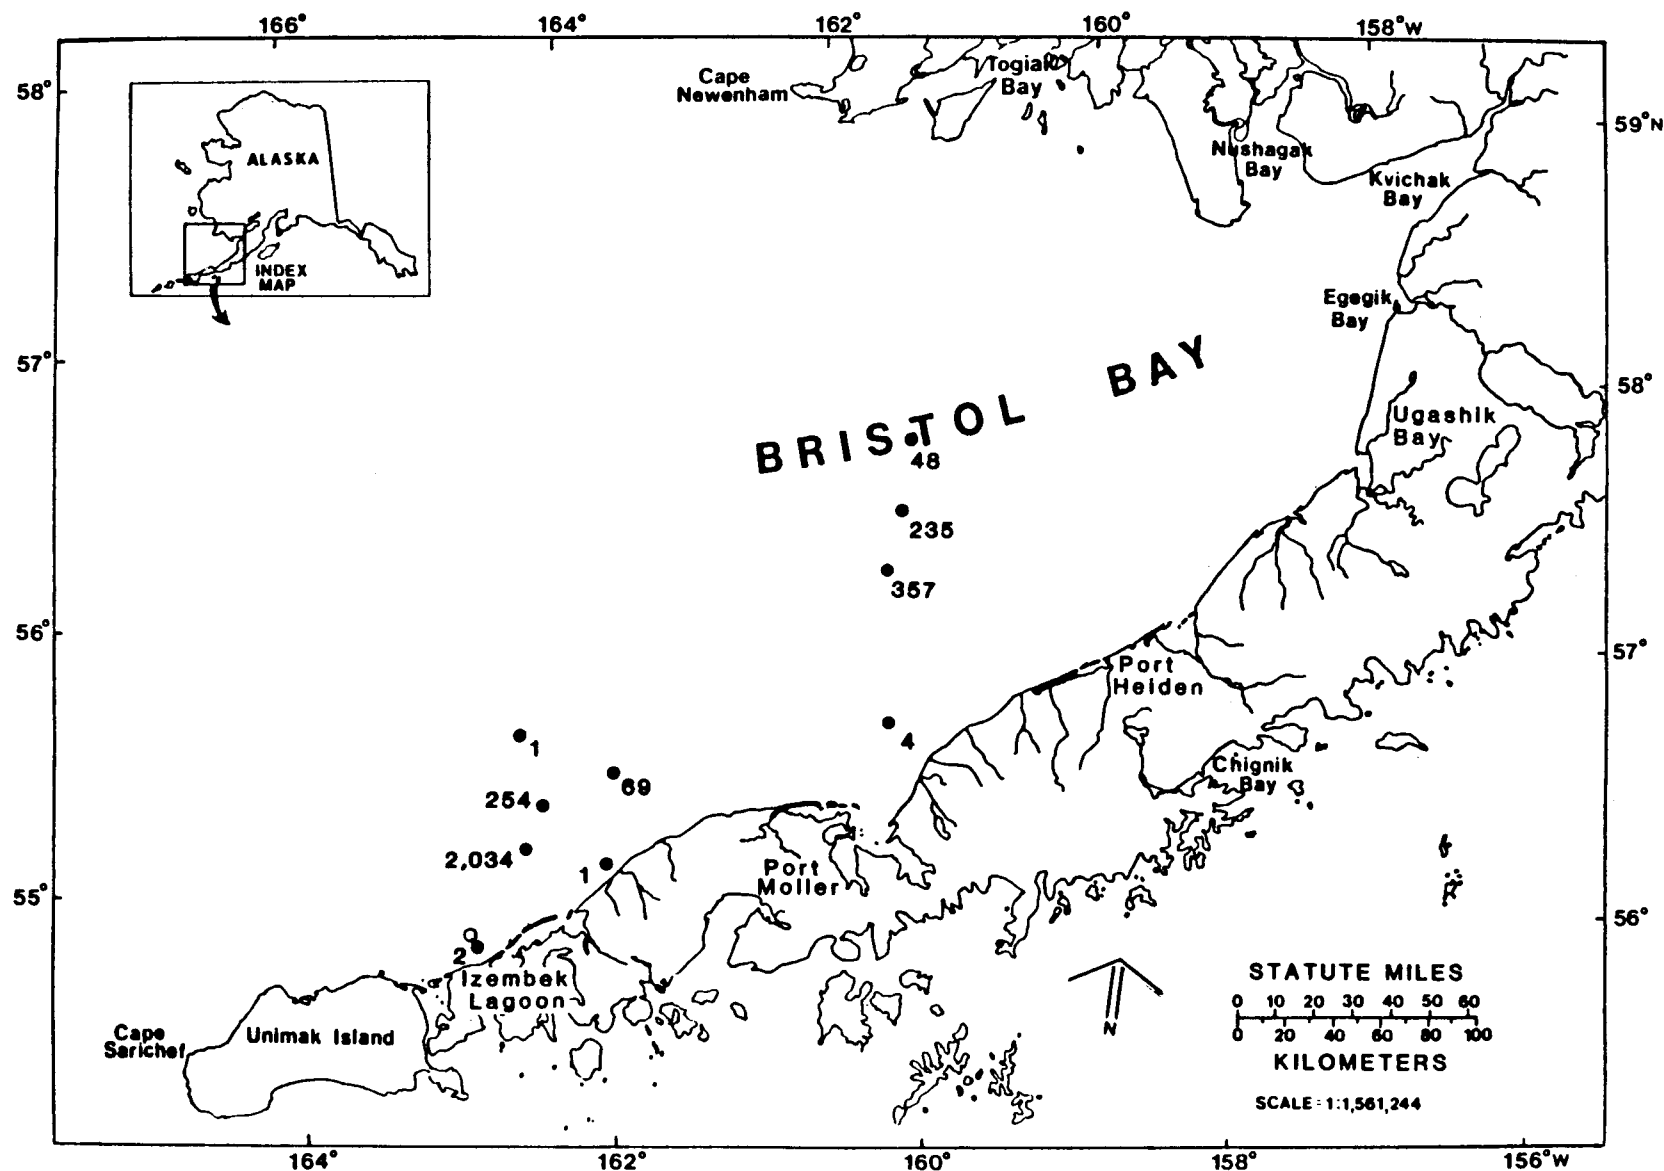 166° 164° 162° 160° 158°W
58°
57°
56°
55°
59°N
58°
57°
56°
164° 162° 160° 158° 156°W
ALASKA
INDEX
MAP
Cape
Newenham
Togiak
Bay
Nushagak
Bay
Kvichak
Bay
Egegik
Bay
Ugashik
Bay
BRISTOL BAY
48
235
357
4
1
69
254
2,034
1
2
Port
Heiden
Chignik
Bay
Port
Moller
Izembek
Lagoon
Unimak Island
Cape
Sarichef
N
STATUTE MILES
0 10 20 30 40 50 60
0 20 40 60 80 100
KILOMETERS
SCALE = 1:1,561,244